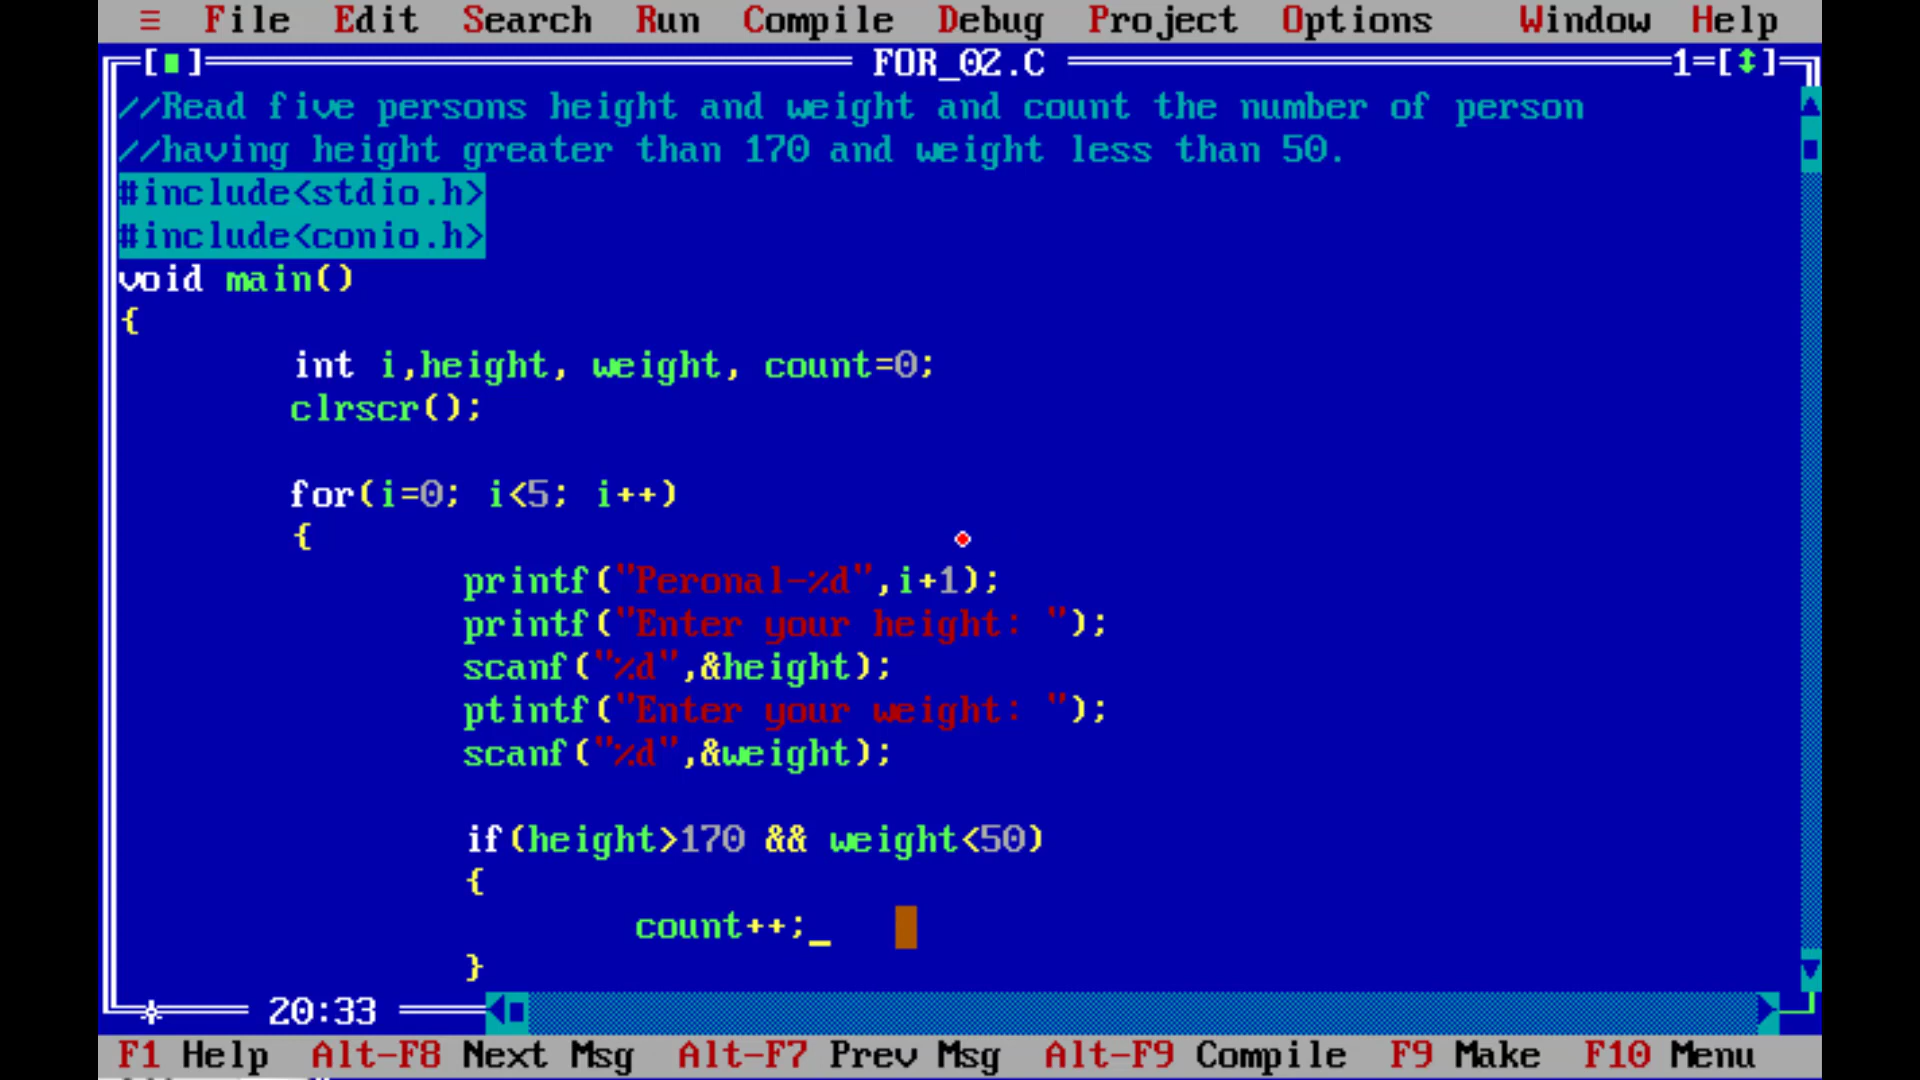 ≡ File Edit Search Run Compile Debug Project Options Window Help
[■] FOR_02.C 1=[↕]
//Read five persons height and weight and count the number of person
//having height greater than 170 and weight less than 50.
#include<stdio.h>
#include<conio.h>
void main()
{
int i,height, weight, count=0;
clrscr();
for(i=0; i<5; i++)
{
printf("Peronal-%d",i+1);
printf("Enter your height: ");
scanf("%d",&height);
ptintf("Enter your weight: ");
scanf("%d",&weight);
if(height>170 && weight<50)
{
count++;_
}
20:33
F1 Help Alt-F8 Next Msg Alt-F7 Prev Msg Alt-F9 Compile F9 Make F10 Menu